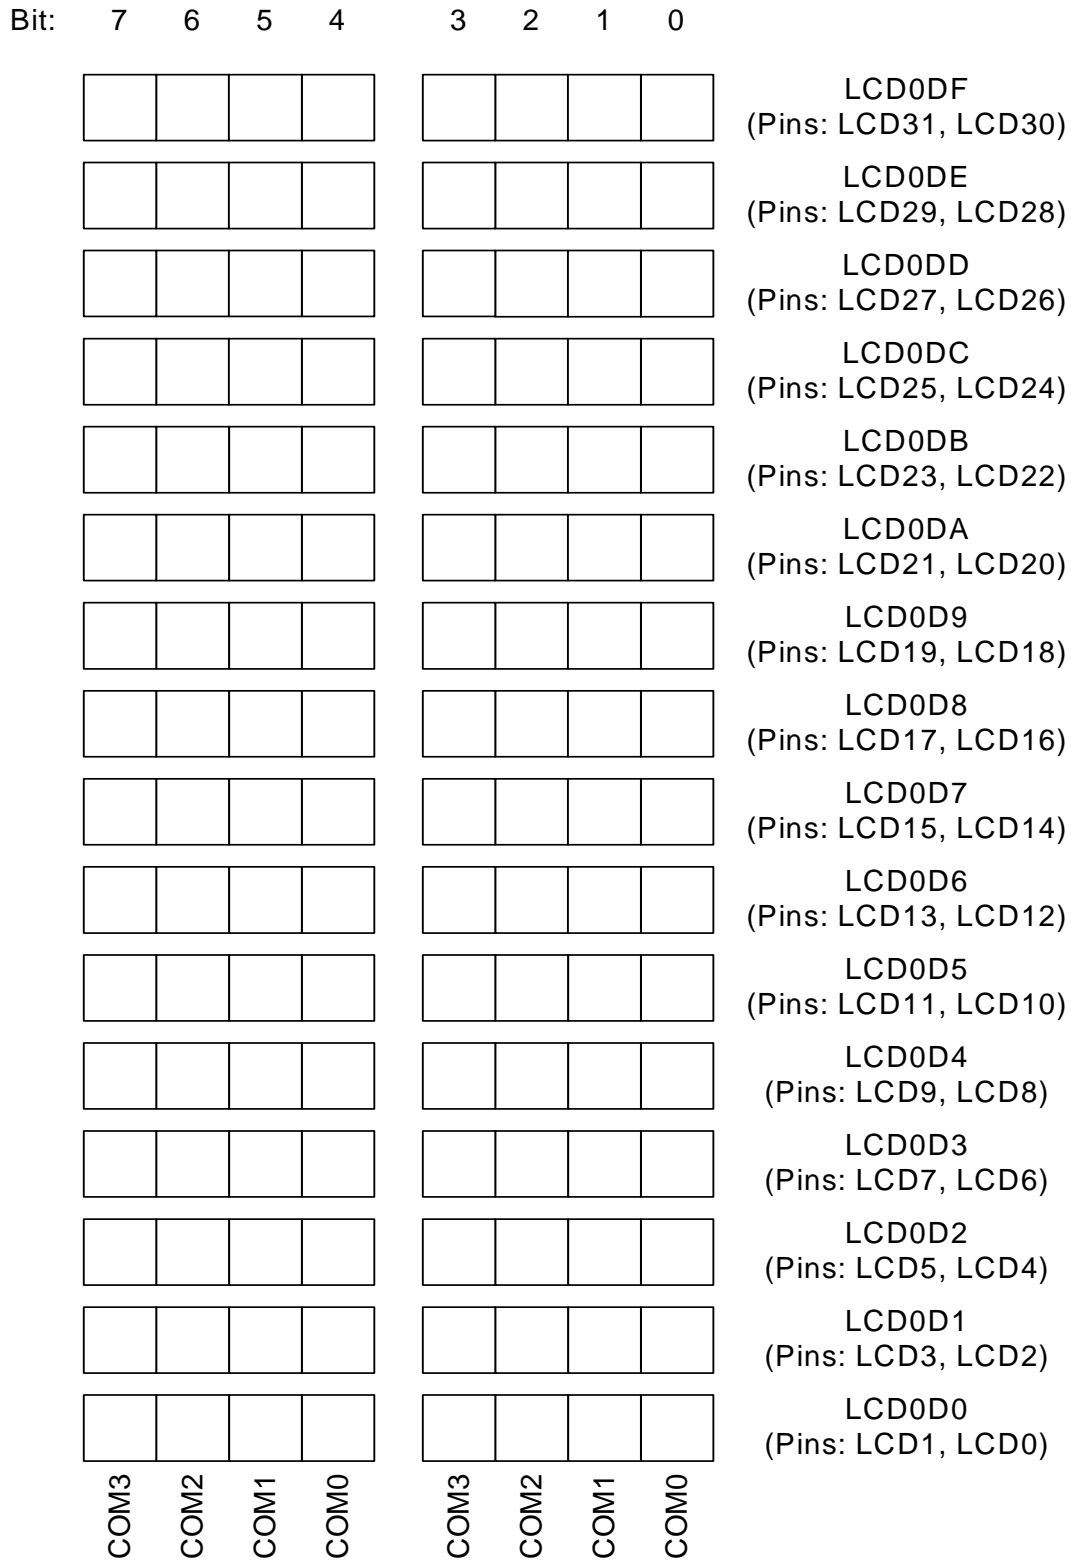 Bit: 7 6 5 4 3 2 1 0
LCD0DF
(Pins: LCD31, LCD30)
LCD0DE
(Pins: LCD29, LCD28)
LCD0DD
(Pins: LCD27, LCD26)
LCD0DC
(Pins: LCD25, LCD24)
LCD0DB
(Pins: LCD23, LCD22)
LCD0DA
(Pins: LCD21, LCD20)
LCD0D9
(Pins: LCD19, LCD18)
LCD0D8
(Pins: LCD17, LCD16)
LCD0D7
(Pins: LCD15, LCD14)
LCD0D6
(Pins: LCD13, LCD12)
LCD0D5
(Pins: LCD11, LCD10)
LCD0D4
(Pins: LCD9, LCD8)
LCD0D3
(Pins: LCD7, LCD6)
LCD0D2
(Pins: LCD5, LCD4)
LCD0D1
(Pins: LCD3, LCD2)
LCD0D0
(Pins: LCD1, LCD0)
COM3
COM2
COM1
COM0
COM3
COM2
COM1
COM0